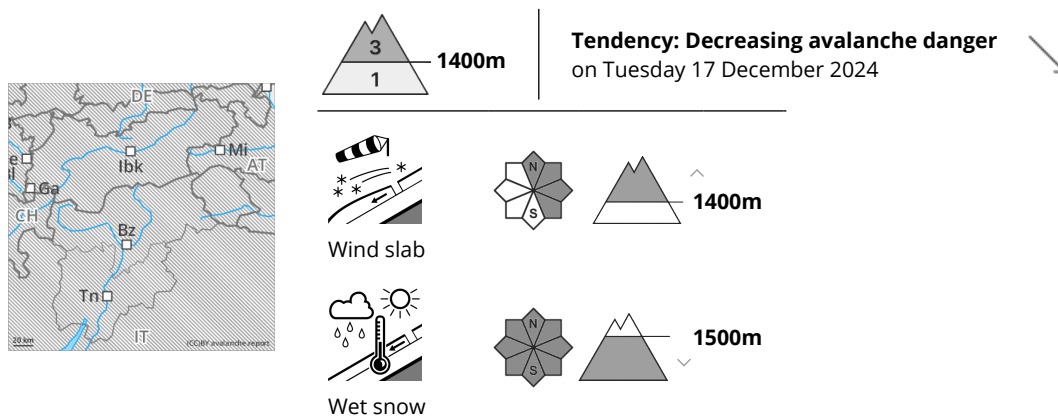 3
1
1400m
Tendency: Decreasing avalanche danger
on Tuesday 17 December 2024
DE
Ibk
Mi
AT
Ga
CH
Bz
Tn
IT
20 km
(CC)BY avalanche.report
N
S
1400m
Wind slab
N
S
1500m
Wet snow